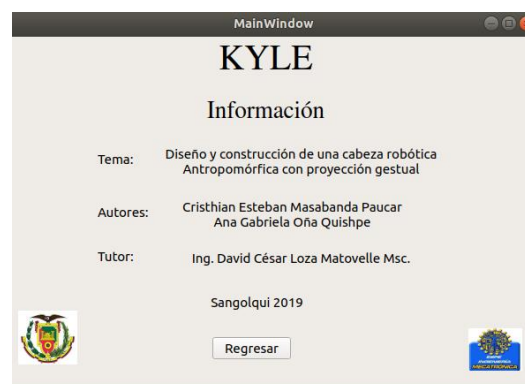 MainWindow
KYLE
Información
Tema: Diseño y construcción de una cabeza robótica
Antropomórfica con proyección gestual
Autores: Cristhian Esteban Masabanda Paucar
Ana Gabriela Oña Quishpe
Tutor: Ing. David César Loza Matovelle Msc.
Sangolqui 2019
Regresar
MECATRÓNICA